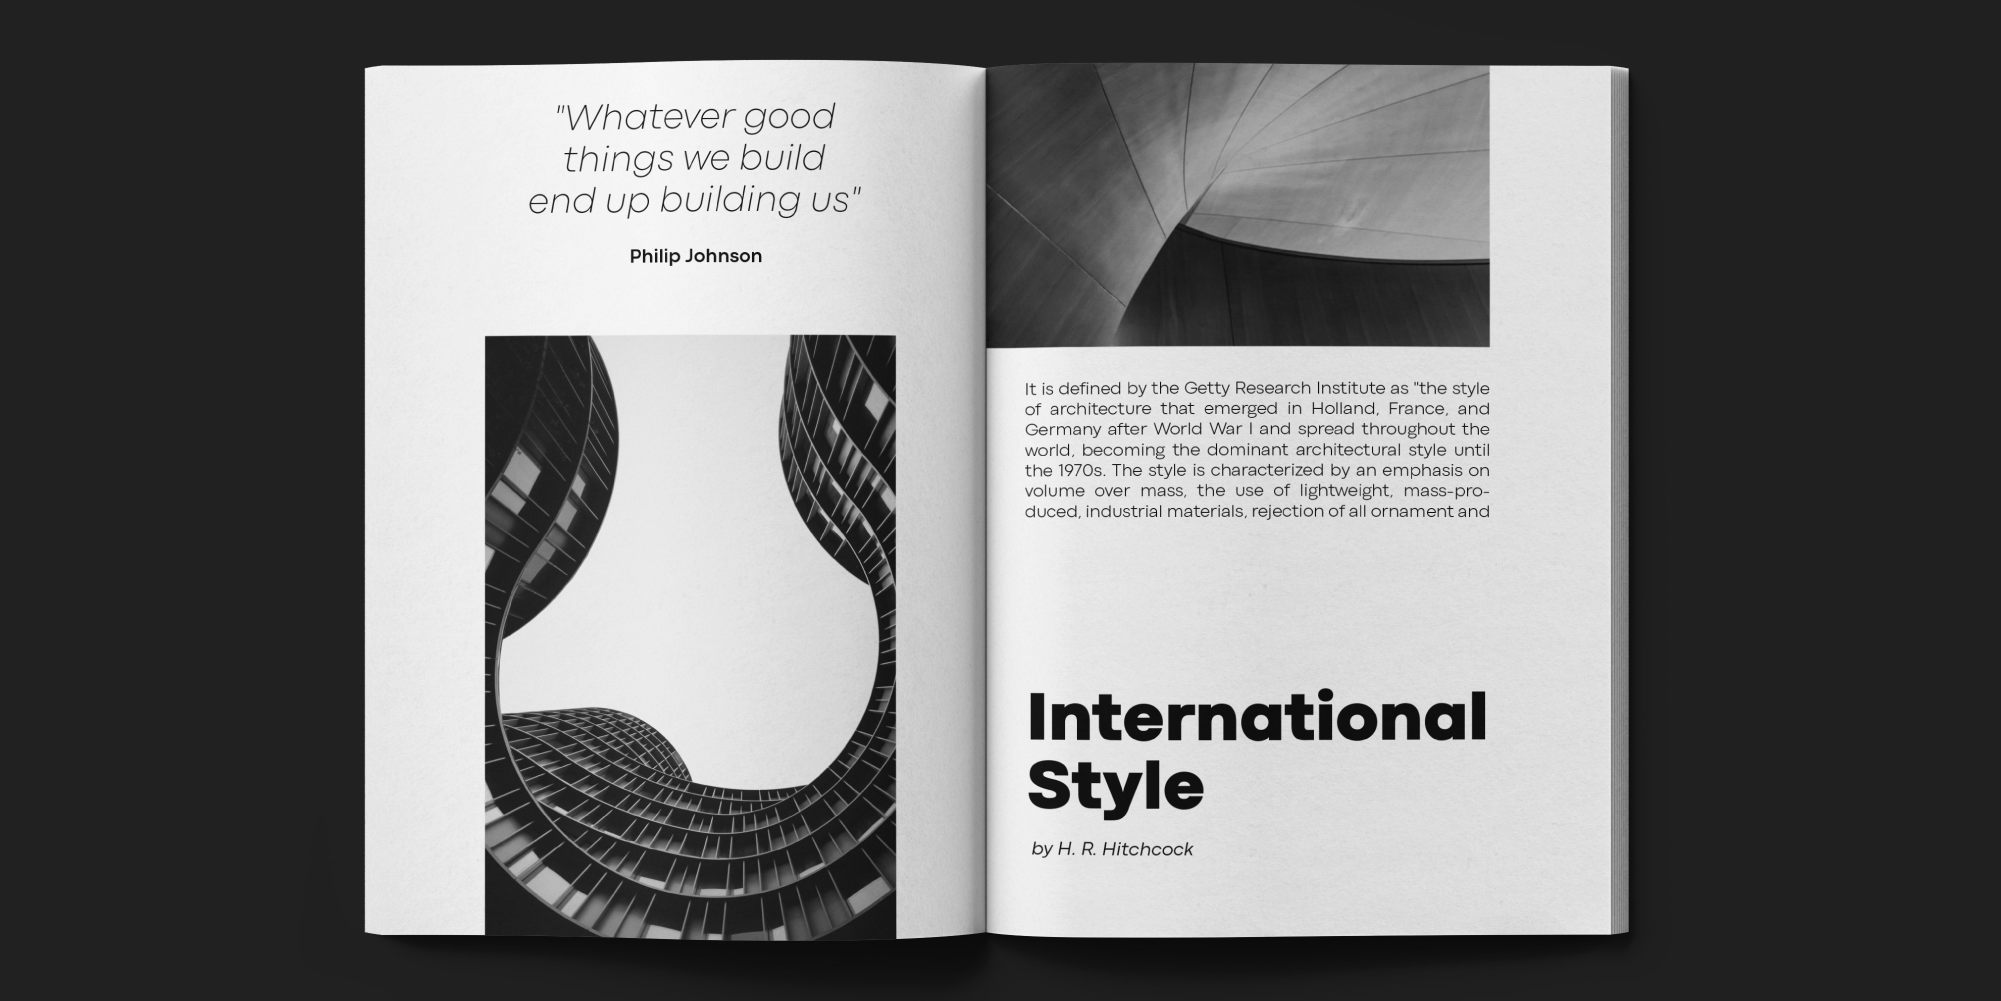 "Whatever good
things we build
end up building us"
Philip Johnson
It is defined by the Getty Research Institute as "the style
of architecture that emerged in Holland, France, and
Germany after World War I and spread throughout the
world, becoming the dominant architectural style until
the 1970s. The style is characterized by an emphasis on
volume over mass, the use of lightweight, mass-pro-
duced, industrial materials, rejection of all ornament and
International
Style
by H. R. Hitchcock